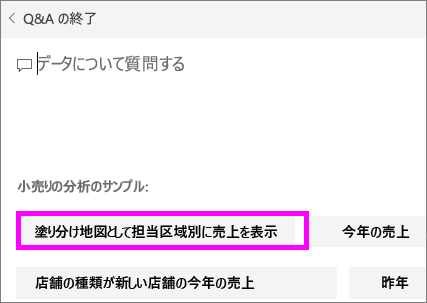 Q&A の終了
データについて質問する
小売りの分析のサンプル:
塗り分け地図として担当区域別に売上を表示
今年の売上
店舗の種類が新しい店舗の今年の売上
昨年